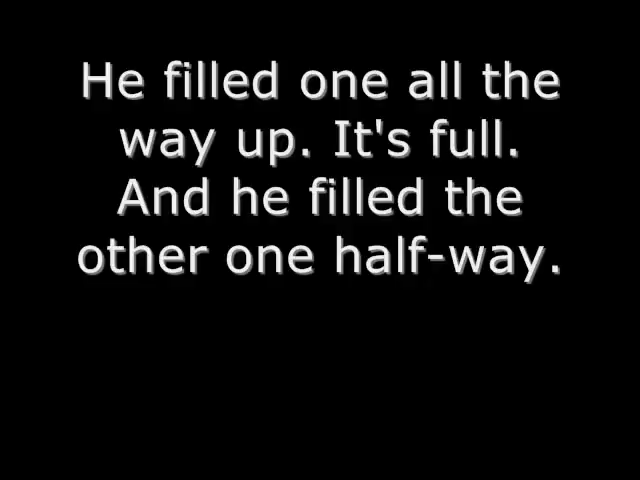 He filled one all the
way up. It's full.
And he filled the
other one half-way.